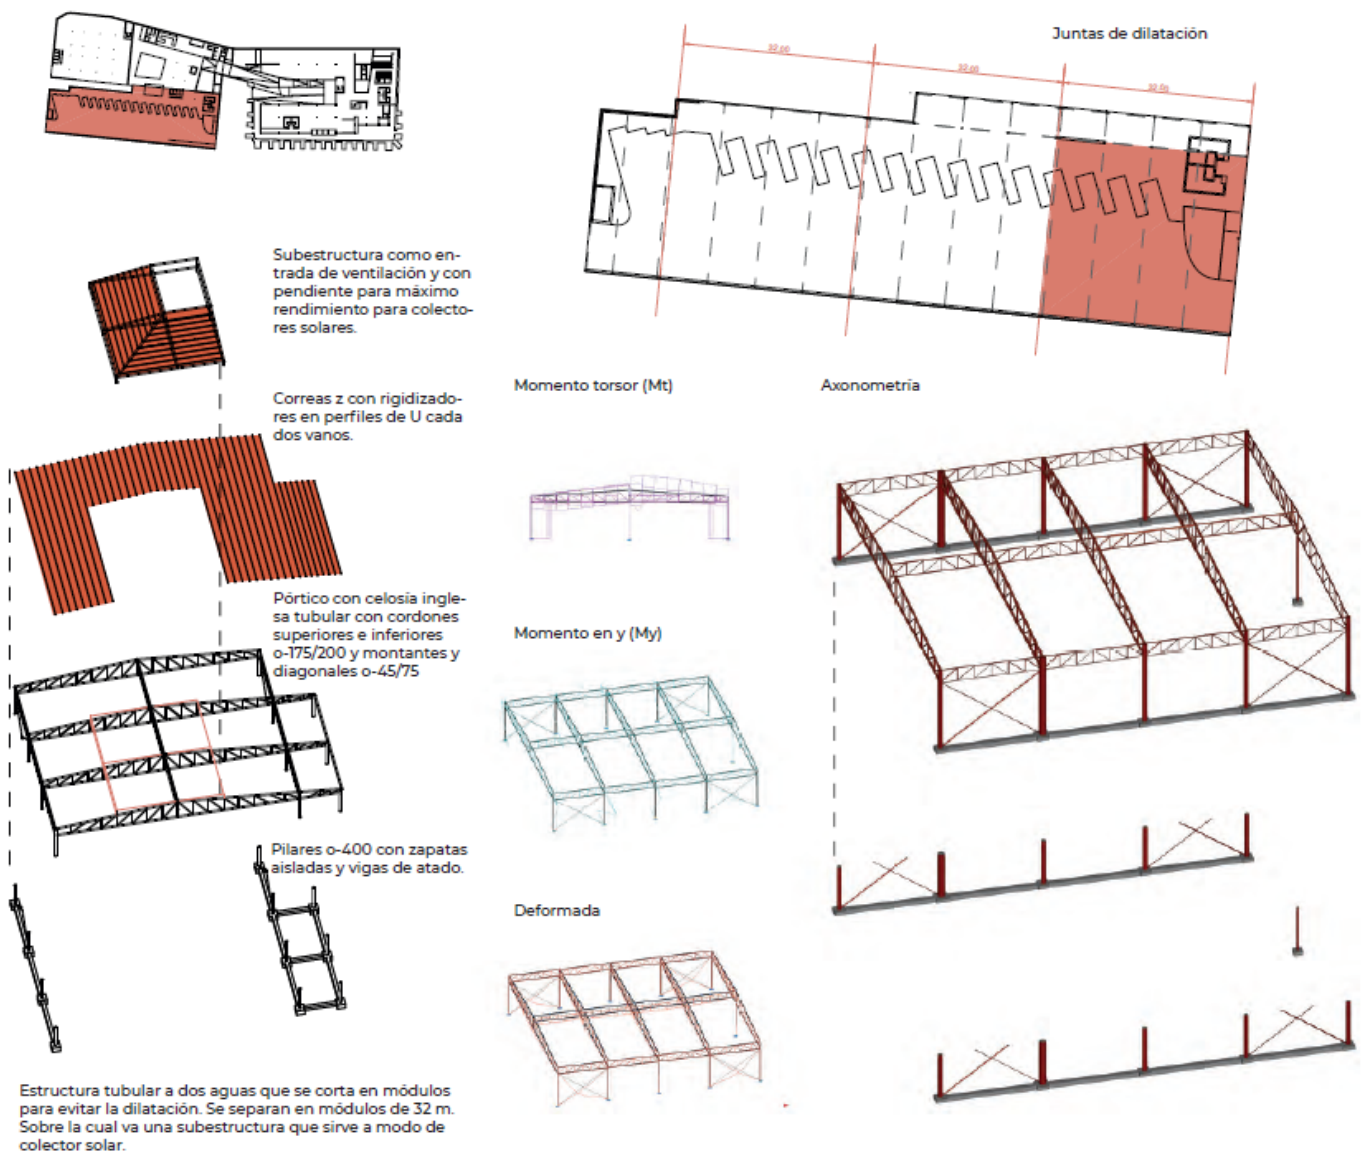 Juntas de dilatación
32.00
32.00
32.00
Subestructura como en-
trada de ventilación y con
pendiente para máximo
rendimiento para colecto-
res solares.
Correas z con rigidizado-
res en perfiles de U cada
dos vanos.
Pórtico con celosía ingle-
sa tubular con cordones
superiores e inferiores
o-175/200 y montantes y
diagonales o-45/75
Pilares o-400 con zapatas
aisladas y vigas de atado.
Momento torsor (Mt)
Momento en y (My)
Deformada
Axonometría
Estructura tubular a dos aguas que se corta en módulos
para evitar la dilatación. Se separan en módulos de 32 m.
Sobre la cual va una subestructura que sirve a modo de
colector solar.